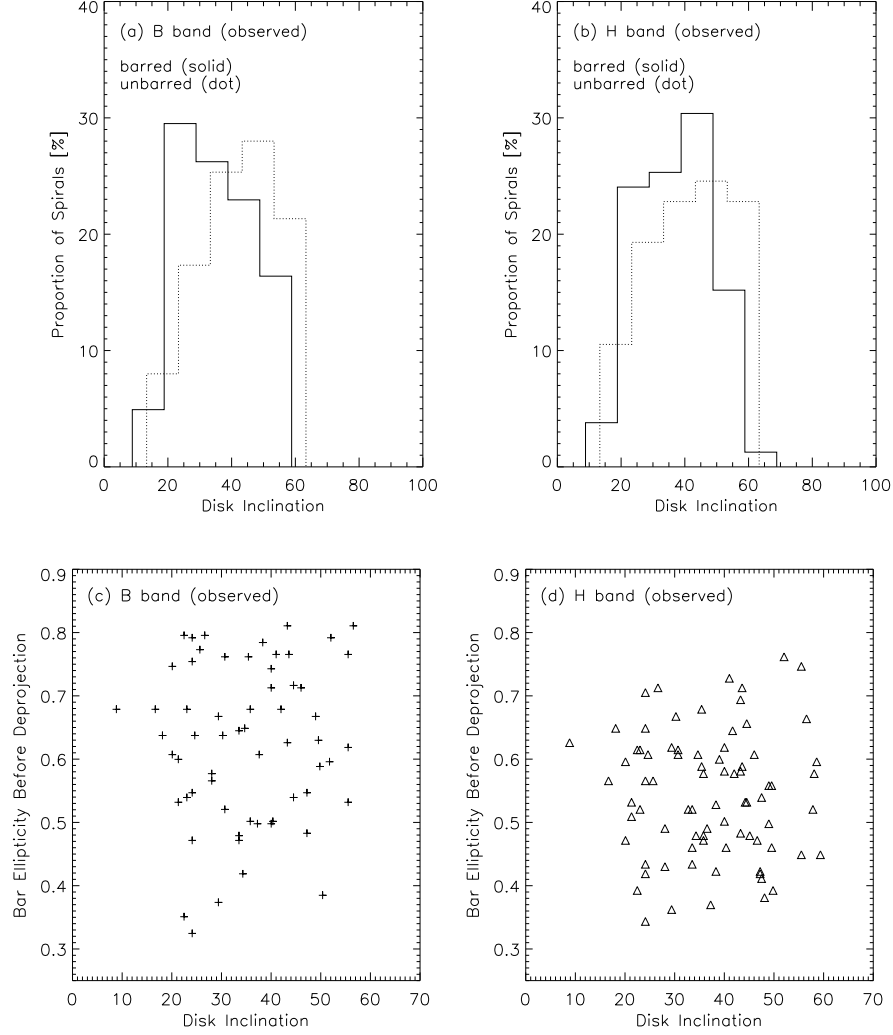 (a) B band (observed)
barred (solid)
unbarred (dot)
Proportion of Spirals [%]
40
30
20
10
0
0 20 40 60 80 100
Disk Inclination
(b) H band (observed)
barred (solid)
unbarred (dot)
Proportion of Spirals [%]
40
30
20
10
0
0 20 40 60 80 100
Disk Inclination
(c) B band (observed)
Bar Ellipticity Before Deprojection
0.9
0.8
0.7
0.6
0.5
0.4
0.3
0 10 20 30 40 50 60 70
Disk Inclination
(d) H band (observed)
Bar Ellipticity Before Deprojection
0.9
0.8
0.7
0.6
0.5
0.4
0.3
0 10 20 30 40 50 60 70
Disk Inclination